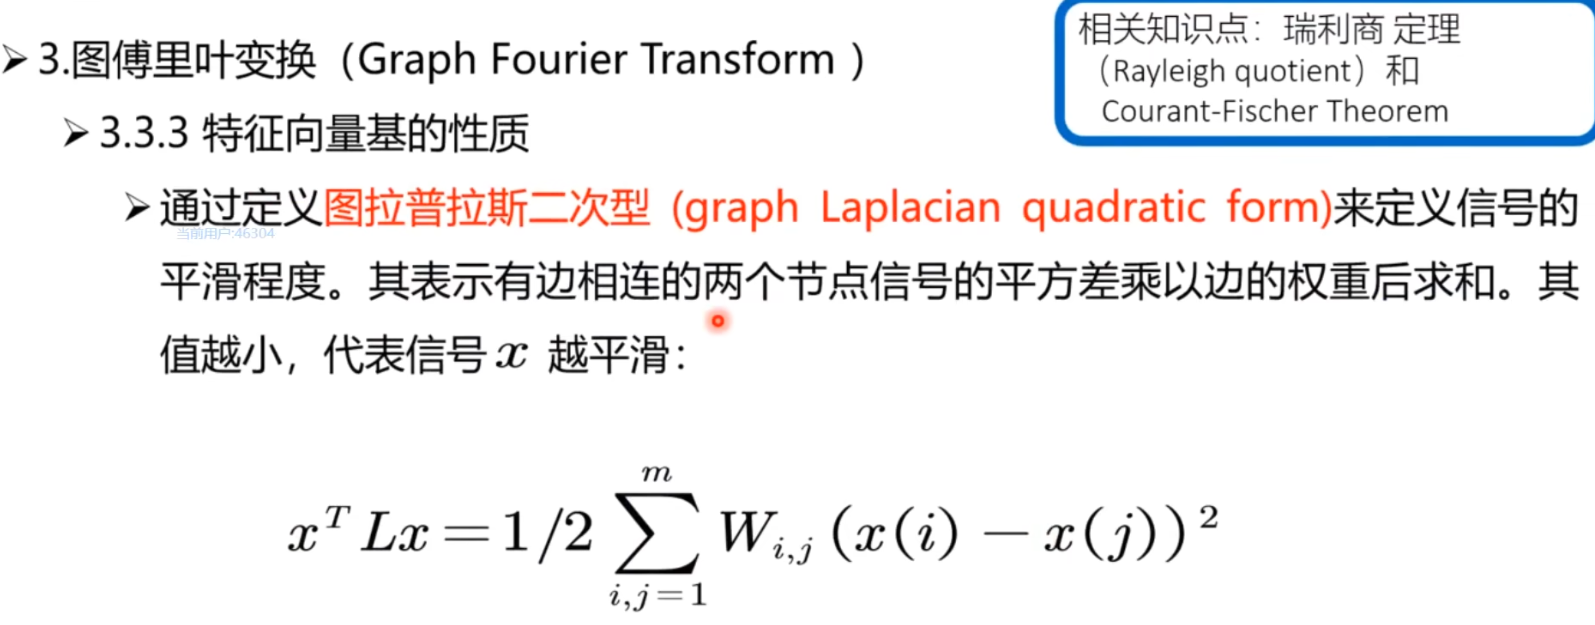 相关知识点：瑞利商 定理
（Rayleigh quotient）和
Courant-Fischer Theorem
➢ 3.图傅里叶变换（Graph Fourier Transform ）
➢ 3.3.3 特征向量基的性质
➢ 通过定义图拉普拉斯二次型 (graph Laplacian quadratic form)来定义信号的
当前用户:46304
平滑程度。其表示有边相连的两个节点信号的平方差乘以边的权重后求和。其
值越小，代表信号 x 越平滑：
x^T Lx = 1/2 ∑_{i,j=1}^{m} W_{i,j} (x(i) − x(j))^2